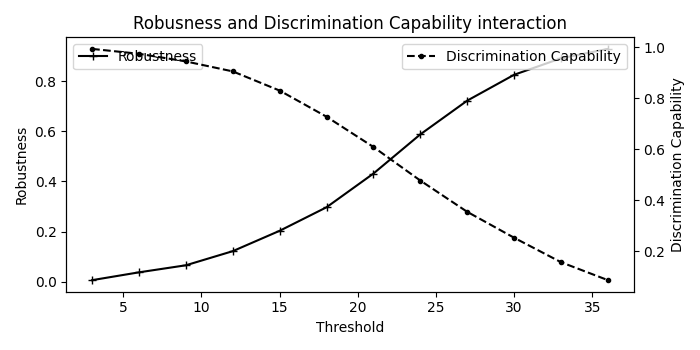 Robusness and Discrimination Capability interaction
Robustness
Discrimination Capability
Robustness
0.8
0.6
0.4
0.2
0.0
1.0
0.8
0.6
0.4
0.2
Discrimination Capability
5 10 15 20 25 30 35
Threshold